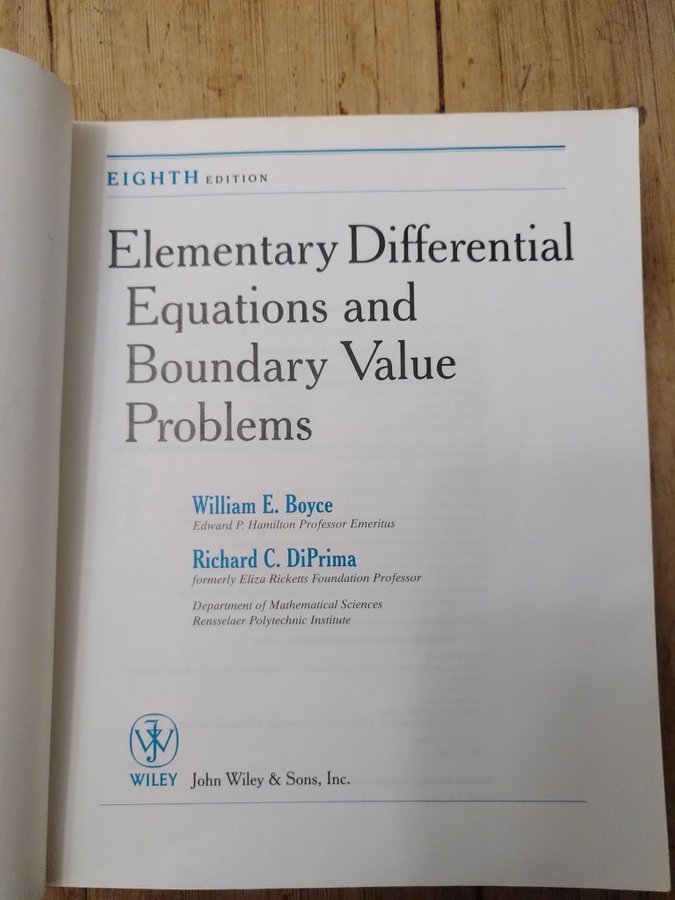 EIGHTH EDITION
Elementary Differential
Equations and
Boundary Value
Problems
William E. Boyce
Edward P. Hamilton Professor Emeritus
Richard C. DiPrima
formerly Eliza Ricketts Foundation Professor
Department of Mathematical Sciences
Rensselaer Polytechnic Institute
WILEY John Wiley & Sons, Inc.